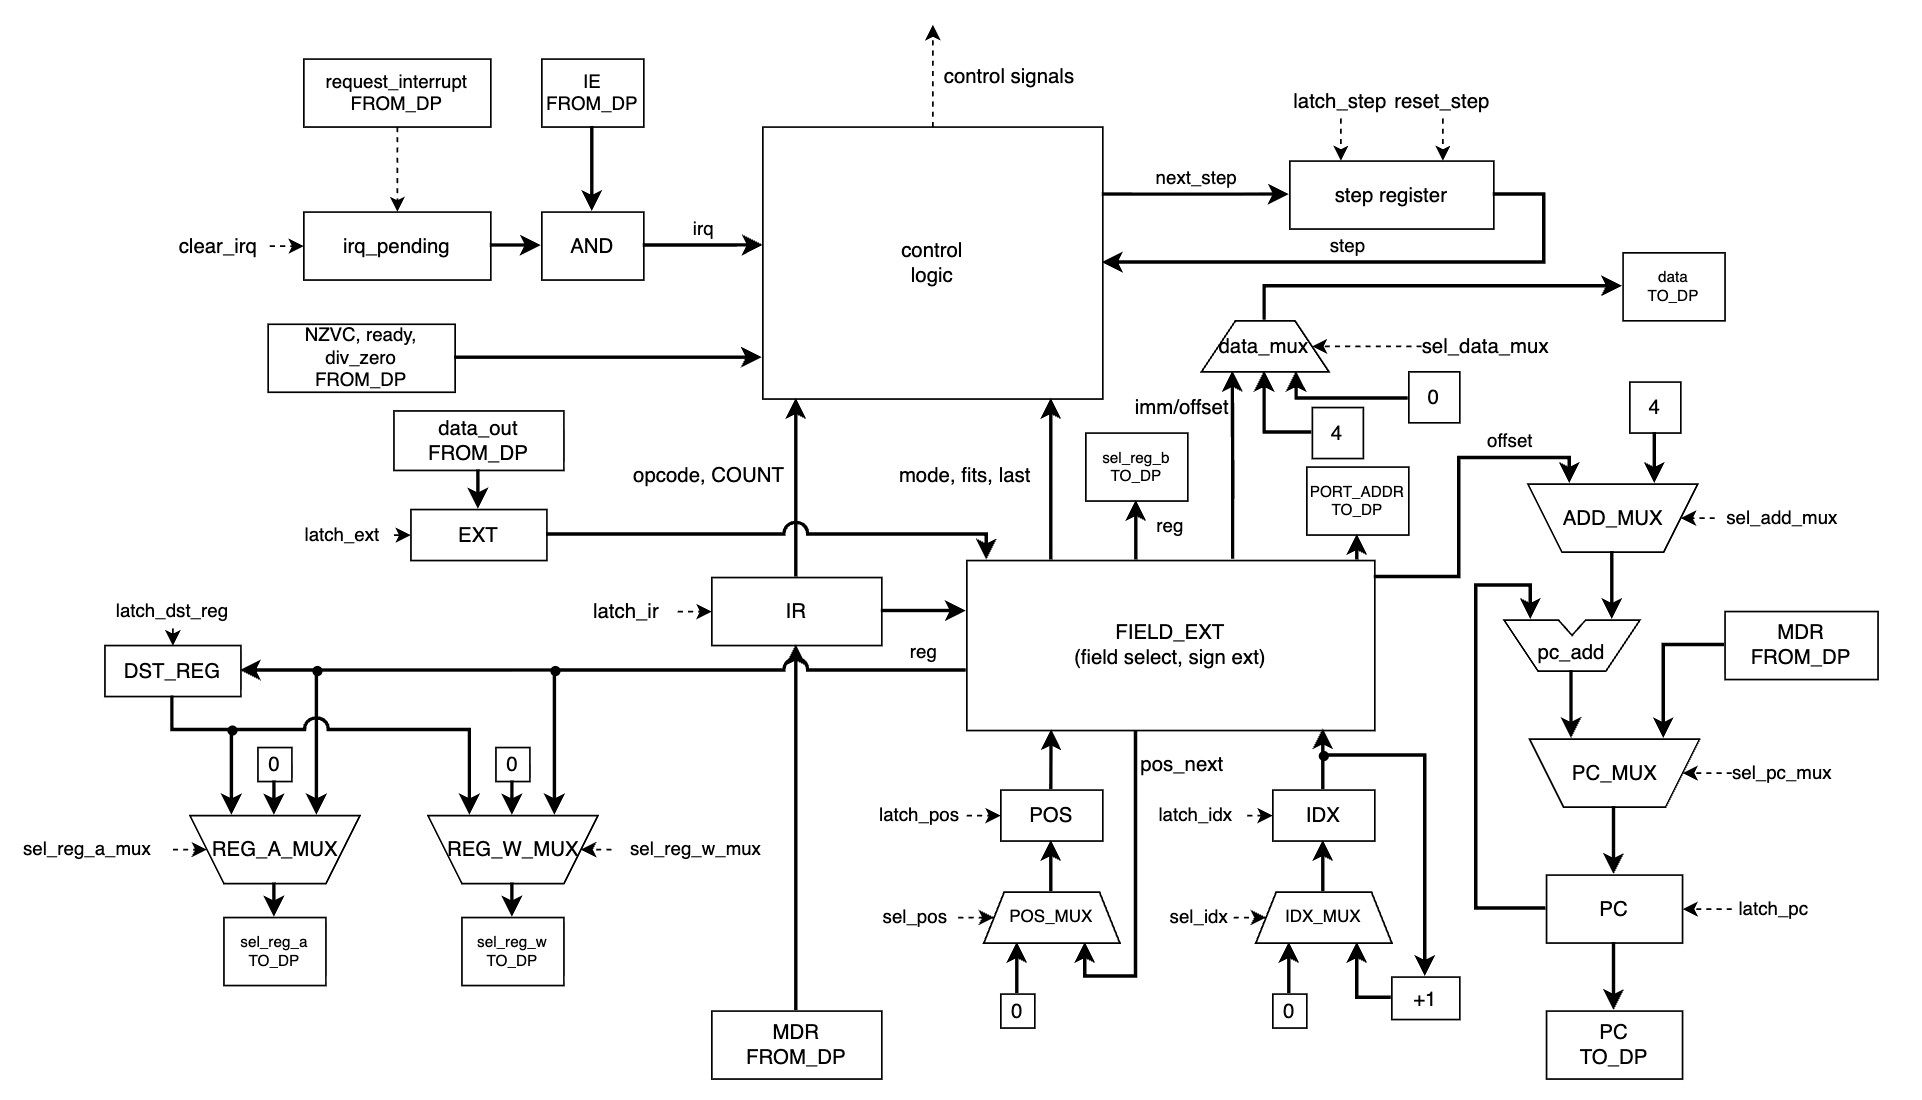 control signals
request_interrupt
FROM_DP
IE
FROM_DP
latch_step
reset_step
next_step
step register
clear_irq
irq_pending
AND
irq
control
logic
step
data
TO_DP
NZVC, ready,
div_zero
FROM_DP
data_mux
sel_data_mux
imm/offset
0
4
4
data_out
FROM_DP
opcode, COUNT
mode, fits, last
sel_reg_b
TO_DP
reg
PORT_ADDR
TO_DP
offset
ADD_MUX
sel_add_mux
latch_ext
EXT
latch_ir
IR
latch_dst_reg
DST_REG
reg
FIELD_EXT
(field select, sign ext)
pc_add
MDR
FROM_DP
0
0
pos_next
PC_MUX
sel_pc_mux
latch_pos
POS
latch_idx
IDX
sel_reg_a_mux
REG_A_MUX
REG_W_MUX
sel_reg_w_mux
sel_pos
POS_MUX
sel_idx
IDX_MUX
PC
latch_pc
sel_reg_a
TO_DP
sel_reg_w
TO_DP
0
0
+1
MDR
FROM_DP
PC
TO_DP